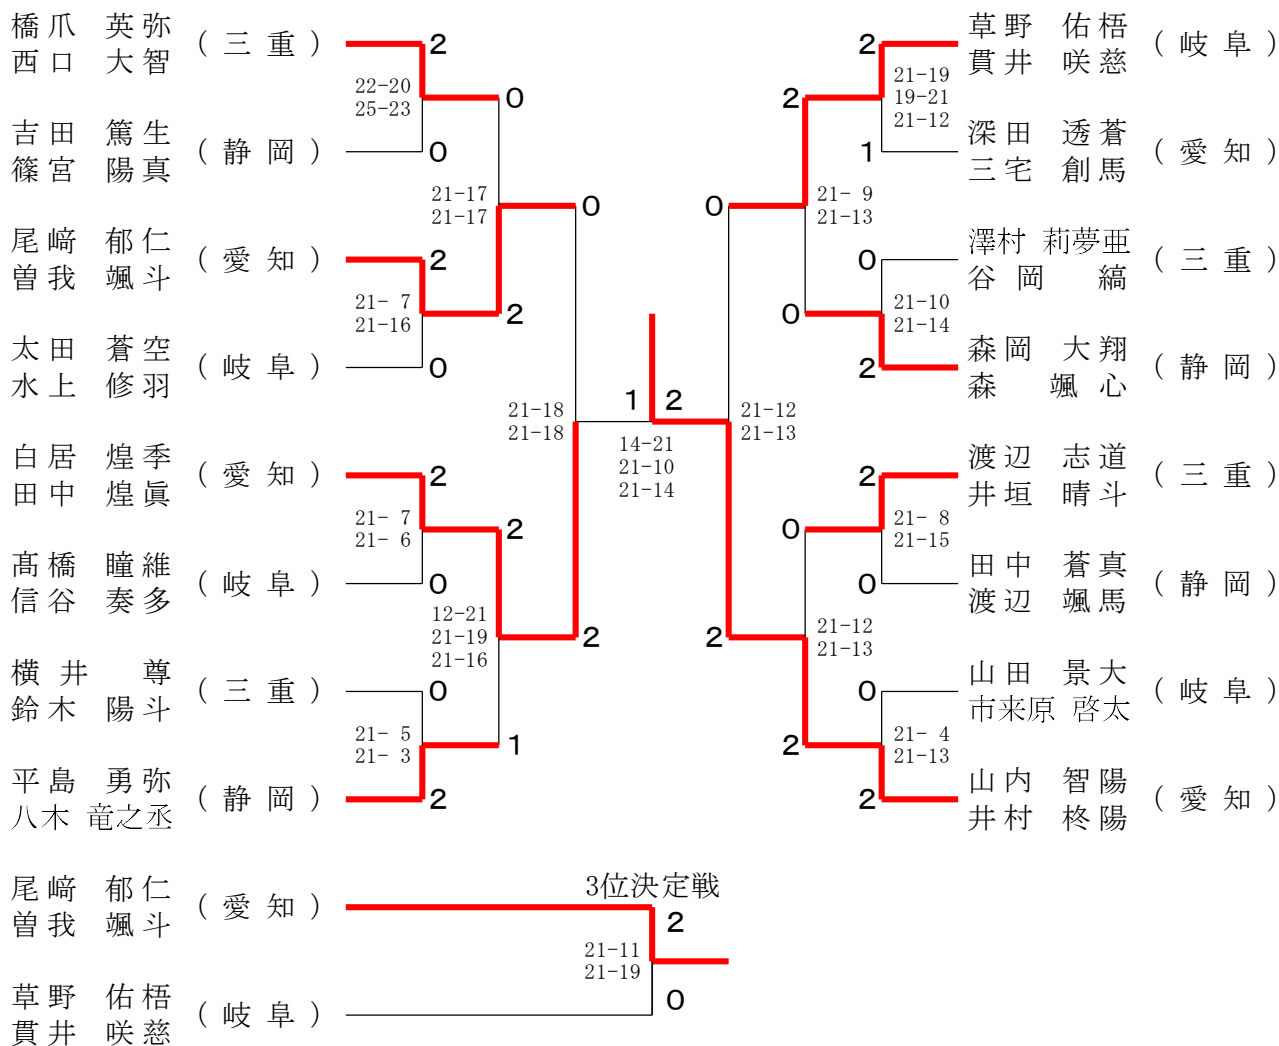 橋爪 英弥
西口 大智
(三重)
2
22-20
25-23
0
吉田 篤生
篠宮 陽真
(静岡)
0
21-17
21-17
0
尾﨑 郁仁
曽我 颯斗
(愛知)
2
21- 7
21-16
2
太田 蒼空
水上 修羽
(岐阜)
0
21-18
21-18
白居 煌季
田中 煌眞
(愛知)
2
21- 7
21- 6
2
髙橋 瞳維
信谷 奏多
(岐阜)
0
12-21
21-19
21-16
2
横井 尊
鈴木 陽斗
(三重)
0
21- 5
21- 3
1
平島 勇弥
八木 竜之丞
(静岡)
2
1
2
14-21
21-10
21-14
草野 佑梧
貫井 咲慈
(岐阜)
2
21-19
19-21
21-12
2
深田 透蒼
三宅 創馬
(愛知)
1
21- 9
21-13
0
澤村 莉夢亜
谷岡 縞
(三重)
0
21-10
21-14
0
森岡 大翔
森 颯心
(静岡)
2
21-12
21-13
渡辺 志道
井垣 晴斗
(三重)
2
21- 8
21-15
0
田中 蒼真
渡辺 颯馬
(静岡)
0
21-12
21-13
2
山田 景大
市来原 啓太
(岐阜)
0
21- 4
21-13
2
山内 智陽
井村 柊陽
(愛知)
2
3位決定戦
尾﨑 郁仁
曽我 颯斗
(愛知)
2
21-11
21-19
草野 佑梧
貫井 咲慈
(岐阜)
0